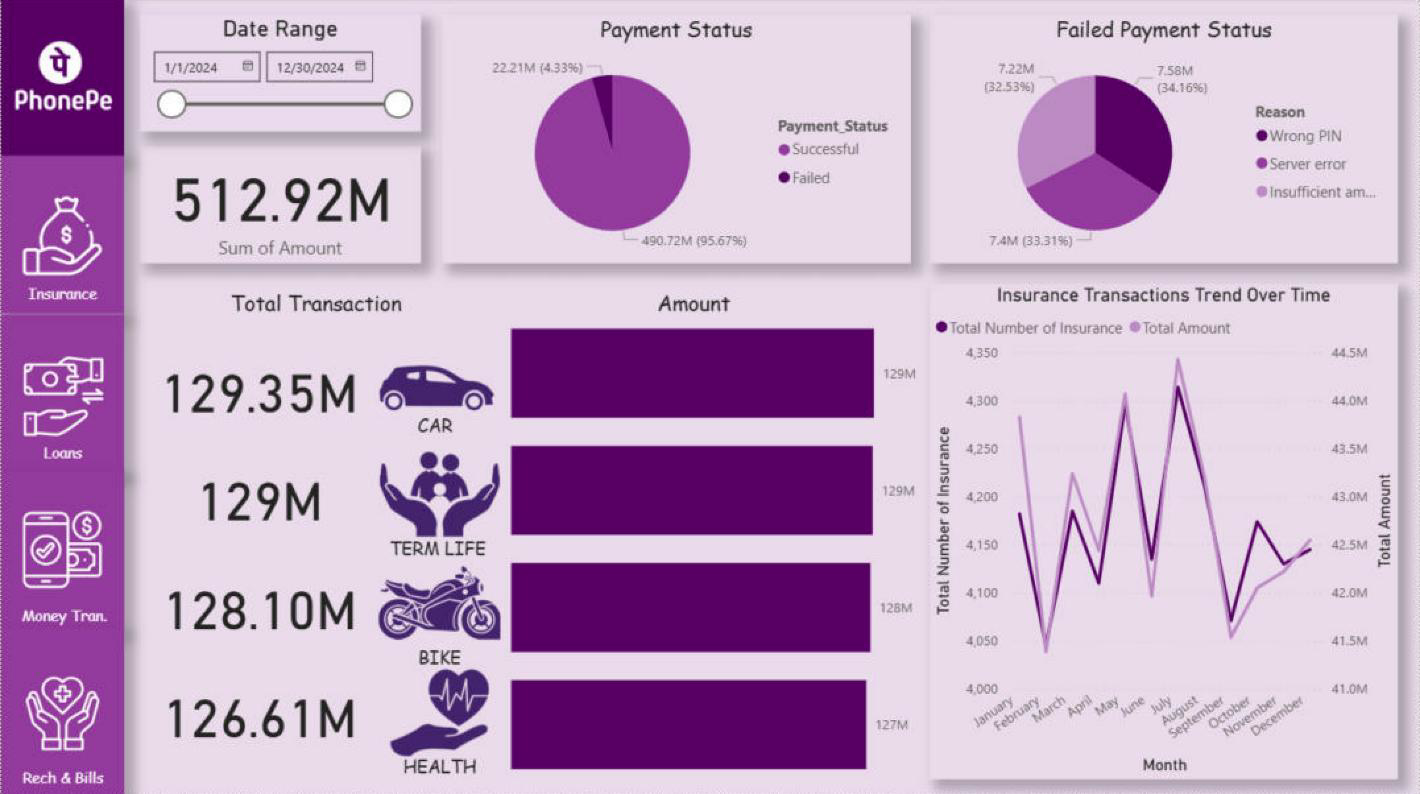 पे
PhonePe
Insurance
Loans
Money Tran.
Rech & Bills
Date Range
1/1/2024
12/30/2024
512.92M
Sum of Amount
Payment Status
22.21M (4.33%)
490.72M (95.67%)
Payment_Status
Successful
Failed
Failed Payment Status
7.22M
(32.53%)
7.58M
(34.16%)
7.4M (33.31%)
Reason
Wrong PIN
Server error
Insufficient am...
Total Transaction
129.35M
CAR
129M
TERM LIFE
128.10M
BIKE
126.61M
HEALTH
Amount
129M
129M
128M
127M
Insurance Transactions Trend Over Time
Total Number of Insurance
Total Amount
4,350
4,300
4,250
4,200
4,150
4,100
4,050
4,000
Total Number of Insurance
44.5M
44.0M
43.5M
43.0M
42.5M
42.0M
41.5M
41.0M
Total Amount
January
February
March
April
May
June
July
August
September
October
November
December
Month